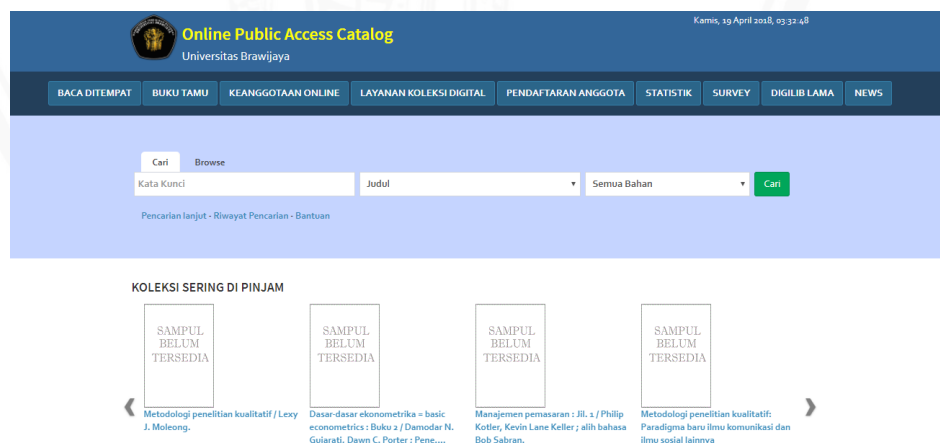 Online Public Access Catalog
Universitas Brawijaya
Kamis, 19 April 2018, 03:32:48
BACA DITEMPAT BUKU TAMU KEANGGOTAAN ONLINE LAYANAN KOLEKSI DIGITAL PENDAFTARAN ANGGOTA STATISTIK SURVEY DIGILIB LAMA NEWS
Cari Browse
Kata Kunci Judul Semua Bahan Cari
Pencarian lanjut - Riwayat Pencarian - Bantuan
KOLEKSI SERING DI PINJAM
SAMPUL
BELUM
TERSEDIA
Metodologi penelitian kualitatif / Lexy
J. Moleong.
SAMPUL
BELUM
TERSEDIA
Dasar-dasar ekonometrika = basic
econometrics : Buku 2 / Damodar N.
Gujarati, Dawn C. Porter ; Pene....
SAMPUL
BELUM
TERSEDIA
Manajemen pemasaran : Jil. 1 / Philip
Kotler, Kevin Lane Keller ; alih bahasa
Bob Sabran.
SAMPUL
BELUM
TERSEDIA
Metodologi penelitian kualitatif:
Paradigma baru ilmu komunikasi dan
ilmu sosial lainnya